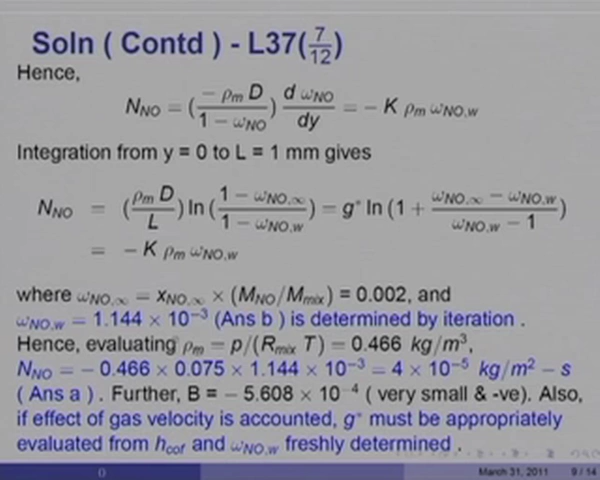 Soln ( Contd ) - L37(7/12)
Hence,
N_NO = (− ρ_m D / 1 − ω_NO) d ω_NO / dy = − K ρ_m ω_NO,w
Integration from y = 0 to L = 1 mm gives
N_NO = (ρ_m D / L) ln (1 − ω_NO,∞ / 1 − ω_NO,w) = g* ln (1 + ω_NO,∞ − ω_NO,w / ω_NO,w − 1)
= − K ρ_m ω_NO,w
where ω_NO,∞ = x_NO,∞ × (M_NO/M_mix) = 0.002, and
ω_NO,w = 1.144 × 10⁻³ (Ans b ) is determined by iteration .
Hence, evaluating ρ_m = p/(R_mix T) = 0.466 kg/m³,
N_NO = − 0.466 × 0.075 × 1.144 × 10⁻³ = 4 × 10⁻⁵ kg/m² − s
( Ans a ) . Further, B = − 5.608 × 10⁻⁴ ( very small & -ve). Also,
if effect of gas velocity is accounted, g* must be appropriately
evaluated from h_cof and ω_NO,w freshly determined .
()
March 31, 2011 9 / 14